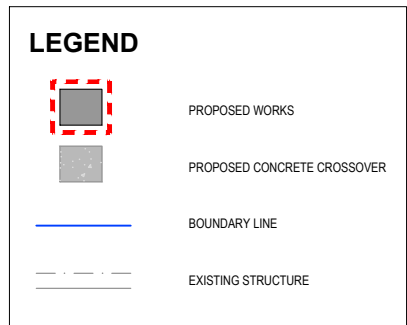 LEGEND
PROPOSED WORKS
PROPOSED CONCRETE CROSSOVER
BOUNDARY LINE
EXISTING STRUCTURE